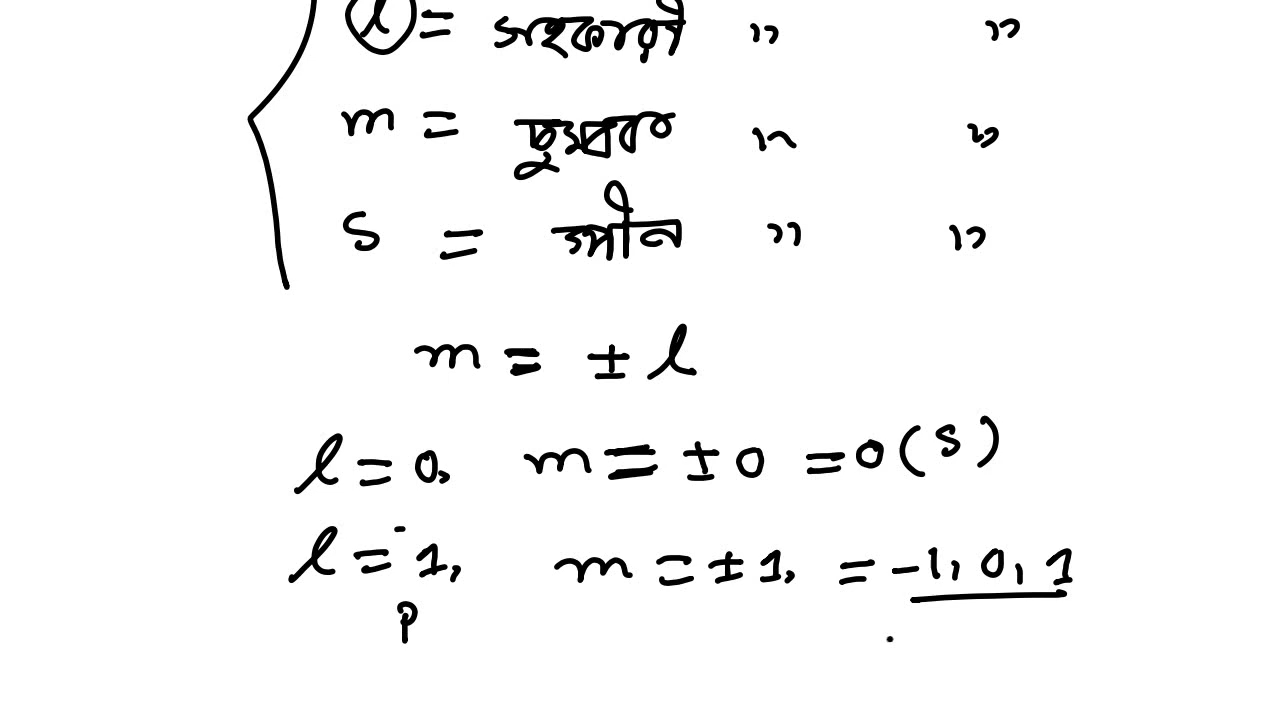 l = সহকারী " "
m = চুম্বক " "
s = স্পীন " "
m = ± l
l = 0, m = ± 0 = 0 (s)
l = 1, m = ± 1, = -1, 0, 1
p